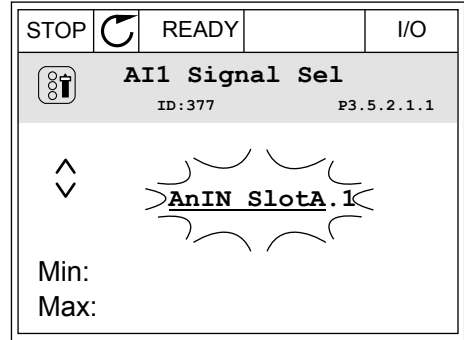 STOP READY I/O
AI1 Signal Sel
ID:377 P3.5.2.1.1
AnIN SlotA.1
Min:
Max: